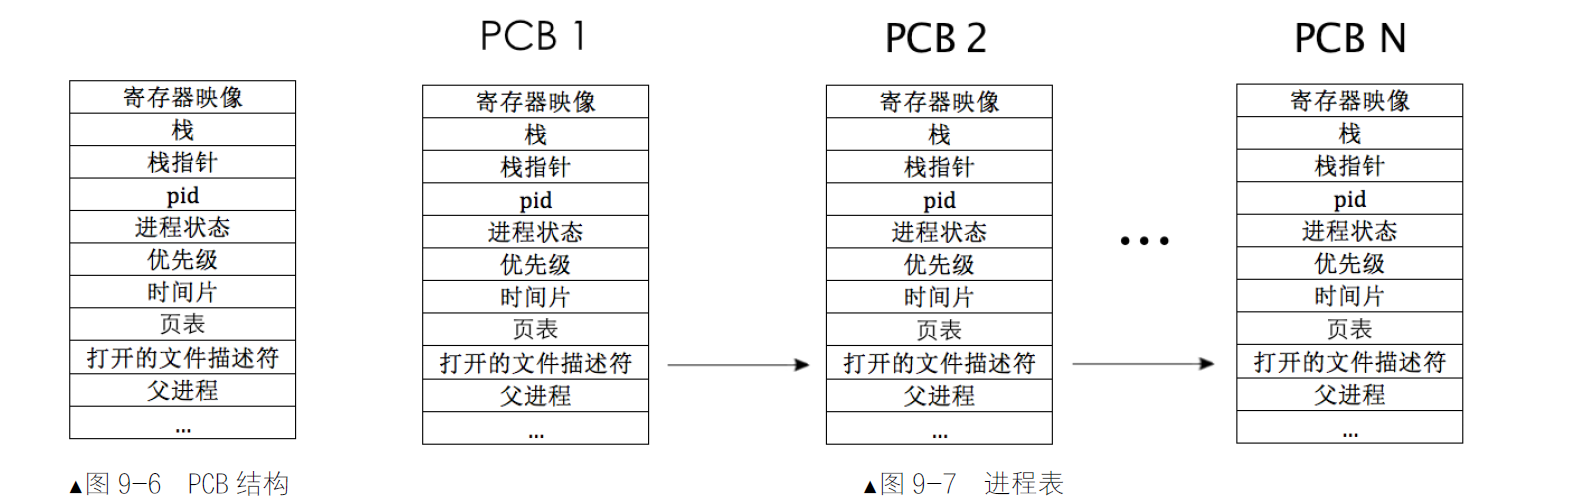 寄存器映像
栈
栈指针
pid
进程状态
优先级
时间片
页表
打开的文件描述符
父进程
...
▲图 9-6 PCB 结构
PCB 1
寄存器映像
栈
栈指针
pid
进程状态
优先级
时间片
页表
打开的文件描述符
父进程
...
PCB 2
寄存器映像
栈
栈指针
pid
进程状态
优先级
时间片
页表
打开的文件描述符
父进程
...
•••
PCB N
寄存器映像
栈
栈指针
pid
进程状态
优先级
时间片
页表
打开的文件描述符
父进程
...
▲图 9-7 进程表